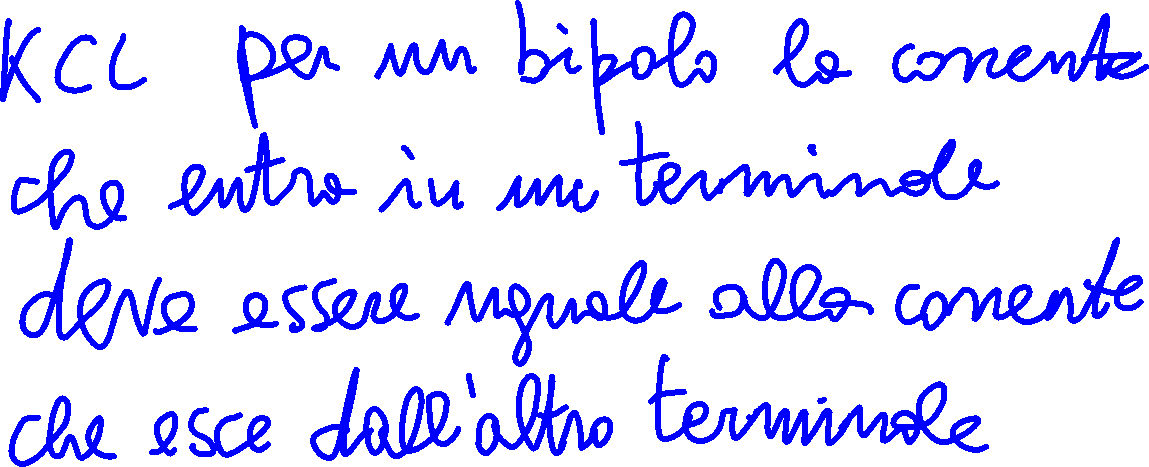 KCL per un bipolo la corrente
che entra in un terminale
deve essere uguale alla corrente
che esce dall'altro terminale